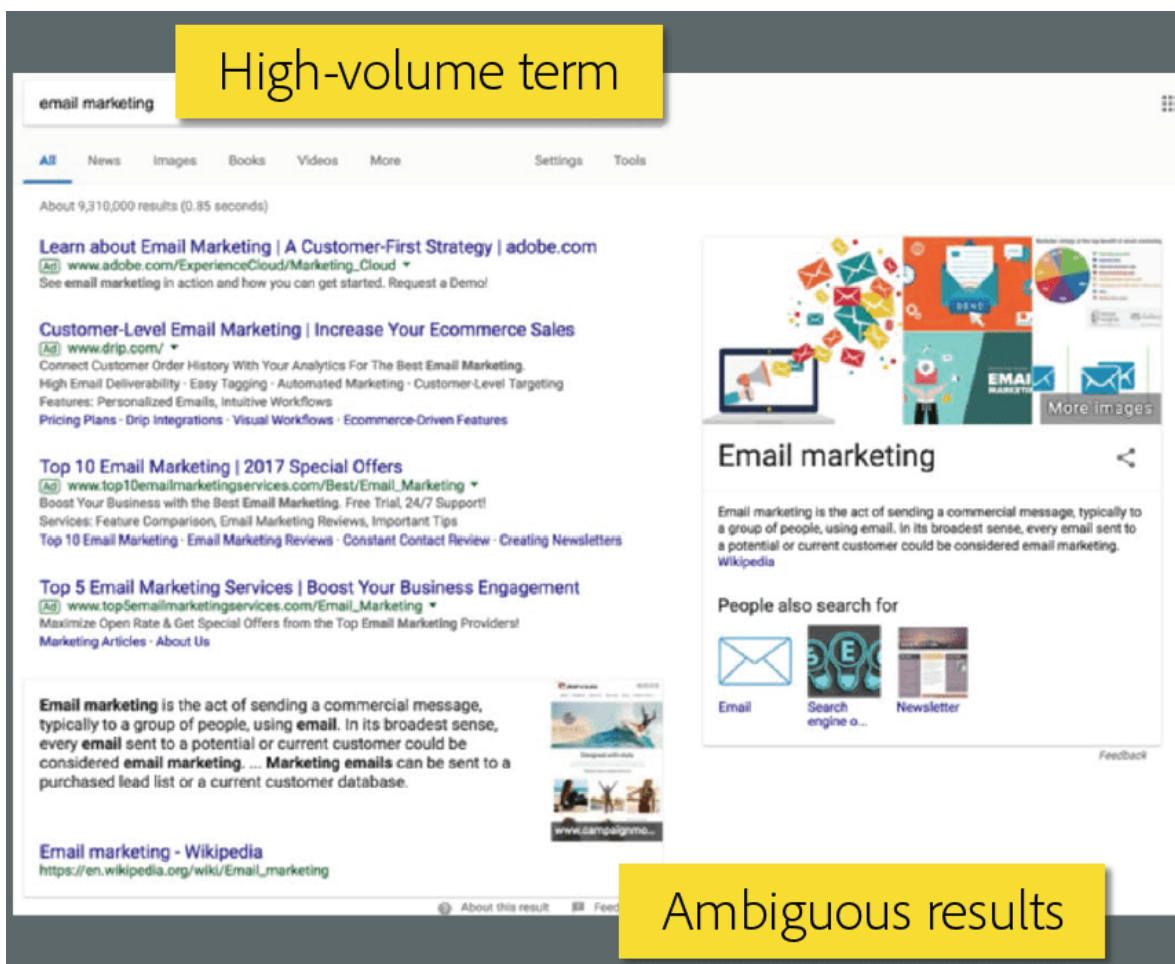 High-volume term
email marketing
All News Images Books Videos More Settings Tools
About 9,310,000 results (0.85 seconds)
Learn about Email Marketing | A Customer-First Strategy | adobe.com
Ad www.adobe.com/ExperienceCloud/Marketing_Cloud
See email marketing in action and how you can get started. Request a Demo!
Customer-Level Email Marketing | Increase Your Ecommerce Sales
Ad www.drip.com/
Connect Customer Order History With Your Analytics For The Best Email Marketing.
High Email Deliverability · Easy Tagging · Automated Marketing · Customer-Level Targeting
Features: Personalized Emails, Intuitive Workflows
Pricing Plans · Drip Integrations · Visual Workflows · Ecommerce-Driven Features
Top 10 Email Marketing | 2017 Special Offers
Ad www.top10emailmarketingservices.com/Best/Email_Marketing
Boost Your Business with the Best Email Marketing. Free Trial, 24/7 Support!
Services: Feature Comparison, Email Marketing Reviews, Important Tips
Top 10 Email Marketing · Email Marketing Reviews · Constant Contact Review · Creating Newsletters
Top 5 Email Marketing Services | Boost Your Business Engagement
Ad www.top5emailmarketingservices.com/Email_Marketing
Maximize Open Rate & Get Special Offers from the Top Email Marketing Providers!
Marketing Articles · About Us
Email marketing is the act of sending a commercial message,
typically to a group of people, using email. In its broadest sense,
every email sent to a potential or current customer could be
considered email marketing. ... Marketing emails can be sent to a
purchased lead list or a current customer database.
www.campaignmo...
Email marketing - Wikipedia
https://en.wikipedia.org/wiki/Email_marketing
About this result Feed
SEND
EMAI
MARKETI
More images
Email marketing
Email marketing is the act of sending a commercial message, typically to
a group of people, using email. In its broadest sense, every email sent to
a potential or current customer could be considered email marketing.
Wikipedia
People also search for
SEO
Email
Search
engine o...
Newsletter
Feedback
Ambiguous results